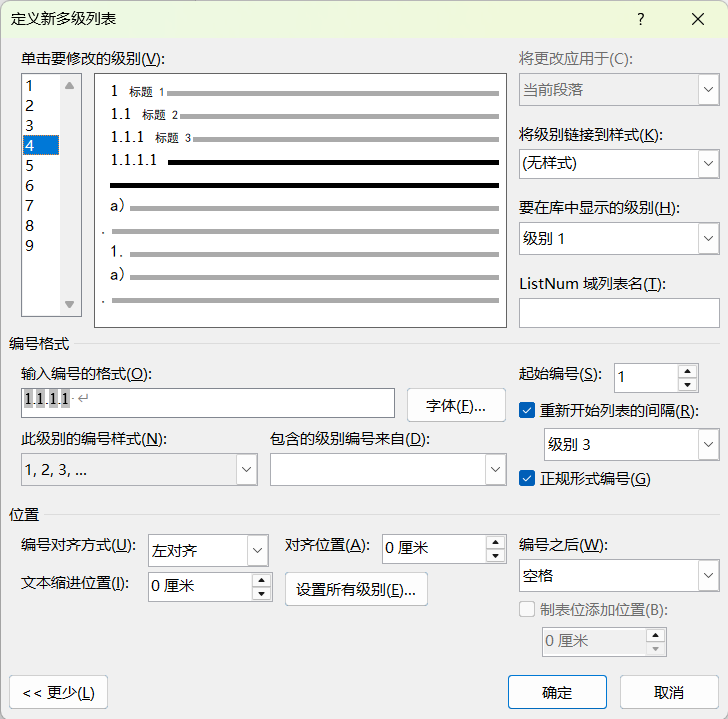 定义新多级列表
?
单击要修改的级别(V):
1
2
3
4
5
6
7
8
9
1 标题 1
1.1 标题 2
1.1.1 标题 3
1.1.1.1
a)
.
1.
a)
.
将更改应用于(C):
当前段落
将级别链接到样式(K):
(无样式)
要在库中显示的级别(H):
级别 1
ListNum 域列表名(T):
编号格式
输入编号的格式(O):
1.1.1.1·↵
字体(F)...
起始编号(S):
1
重新开始列表的间隔(R):
级别 3
此级别的编号样式(N):
1, 2, 3, ...
包含的级别编号来自(D):
正规形式编号(G)
位置
编号对齐方式(U):
左对齐
对齐位置(A):
0 厘米
编号之后(W):
空格
文本缩进位置(I):
0 厘米
设置所有级别(E)...
制表位添加位置(B):
0 厘米
<< 更少(L)
确定
取消